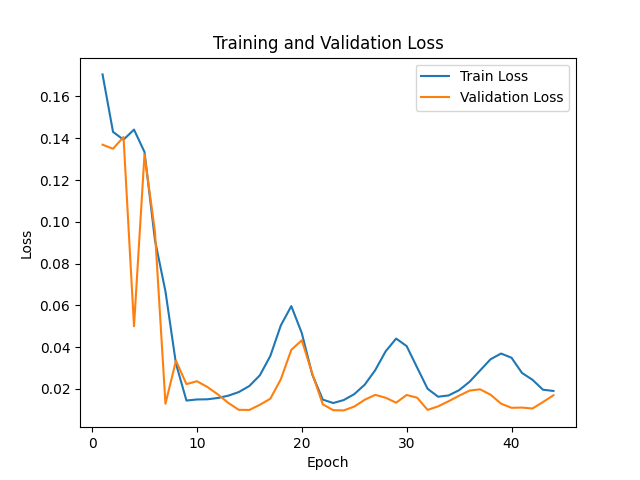 Training and Validation Loss
Train Loss
Validation Loss
0.16
0.14
0.12
0.10
0.08
0.06
0.04
0.02
Loss
0 10 20 30 40
Epoch